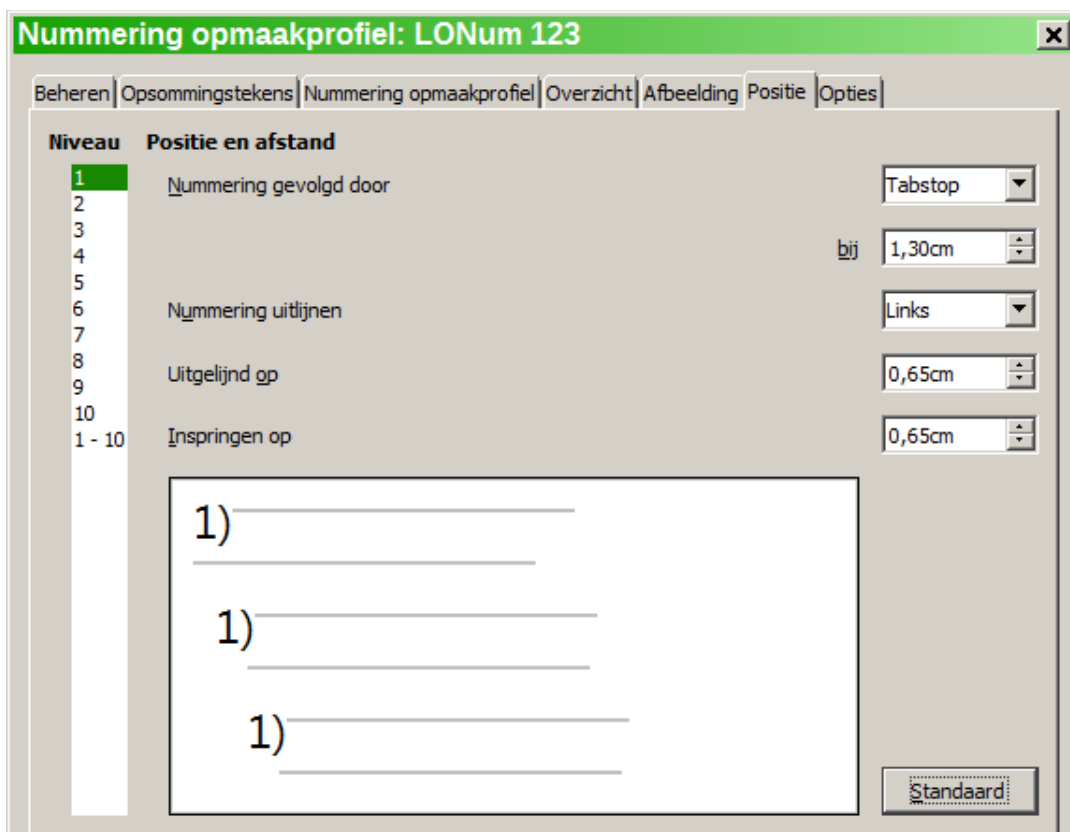 Nummering opmaakprofiel: LONum 123
Beheren Opsommingstekens Nummering opmaakprofiel Overzicht Afbeelding Positie Opties
Niveau Positie en afstand
1
2
3
4
5
6
7
8
9
10
1 - 10
Nummering gevolgd door Tabstop
bij 1,30cm
Nummering uitlijnen Links
Uitgelijnd op 0,65cm
Inspringen op 0,65cm
1)
1)
1)
Standaard